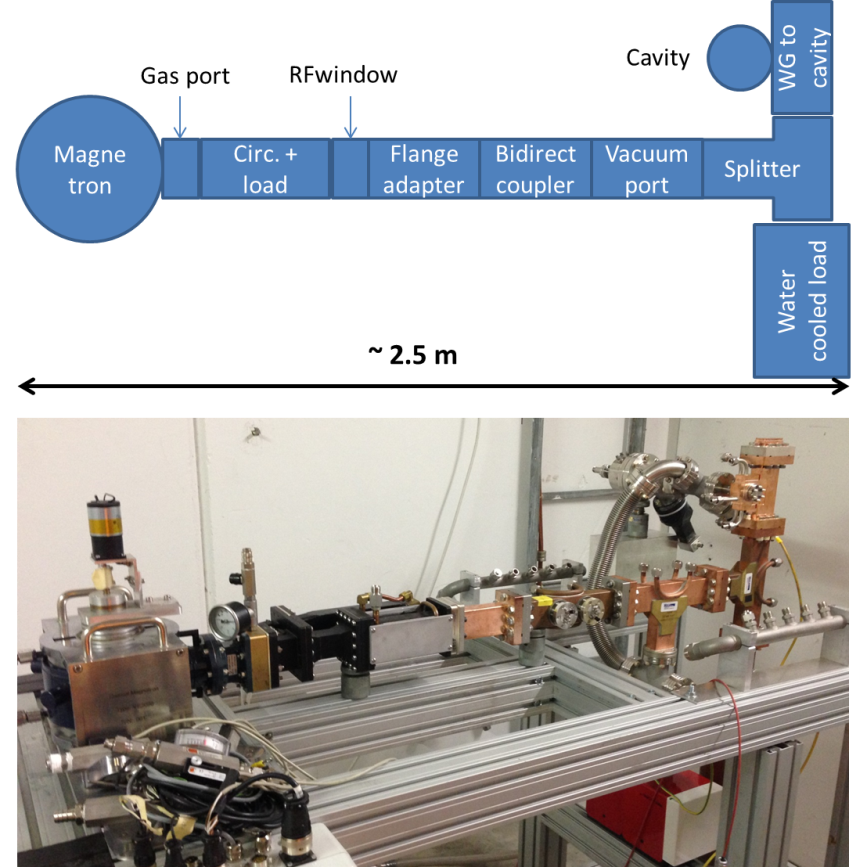 Cavity
WG to
cavity
Gas port
RFwindow
Magne
tron
Circ. +
load
Flange
adapter
Bidirect
coupler
Vacuum
port
Splitter
Water
cooled load
~ 2.5 m